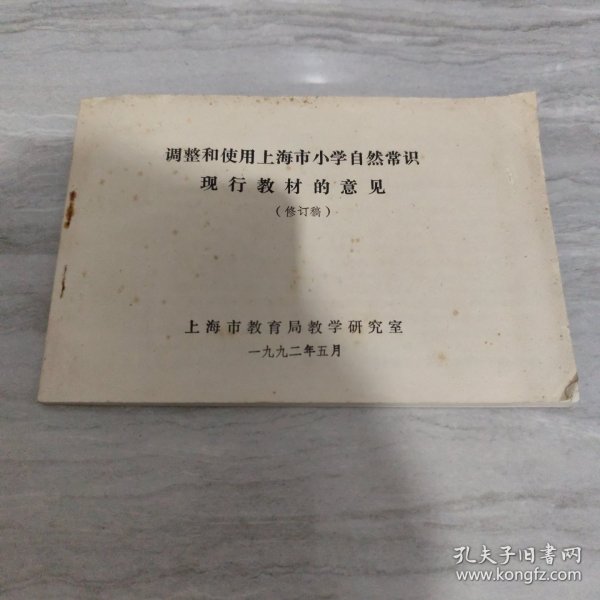 调整和使用上海市小学自然常识
现行教材的意见
（修订稿）
上海市教育局教学研究室
一九九二年五月
孔夫子旧书网
www.kongfz.com